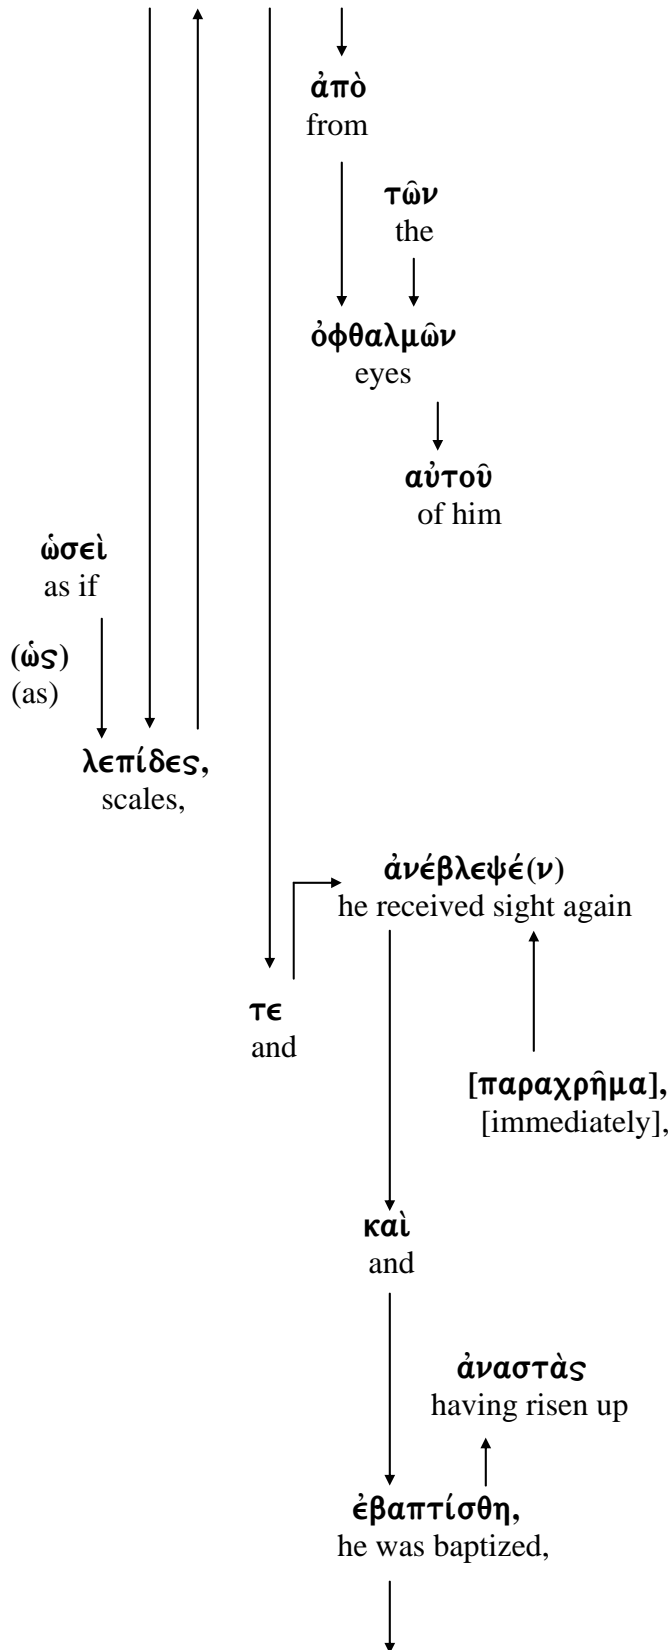 ἀπὸ
from
τῶν
the
ὀφθαλμῶν
eyes
αὐτοῦ
of him
ὡσεὶ
as if
(ὡς)
(as)
λεπίδες,
scales,
ἀνέβλεψέ(ν)
he received sight again
τε
and
[παραχρῆμα],
[immediately],
καὶ
and
ἀναστὰς
having risen up
ἐβαπτίσθη,
he was baptized,